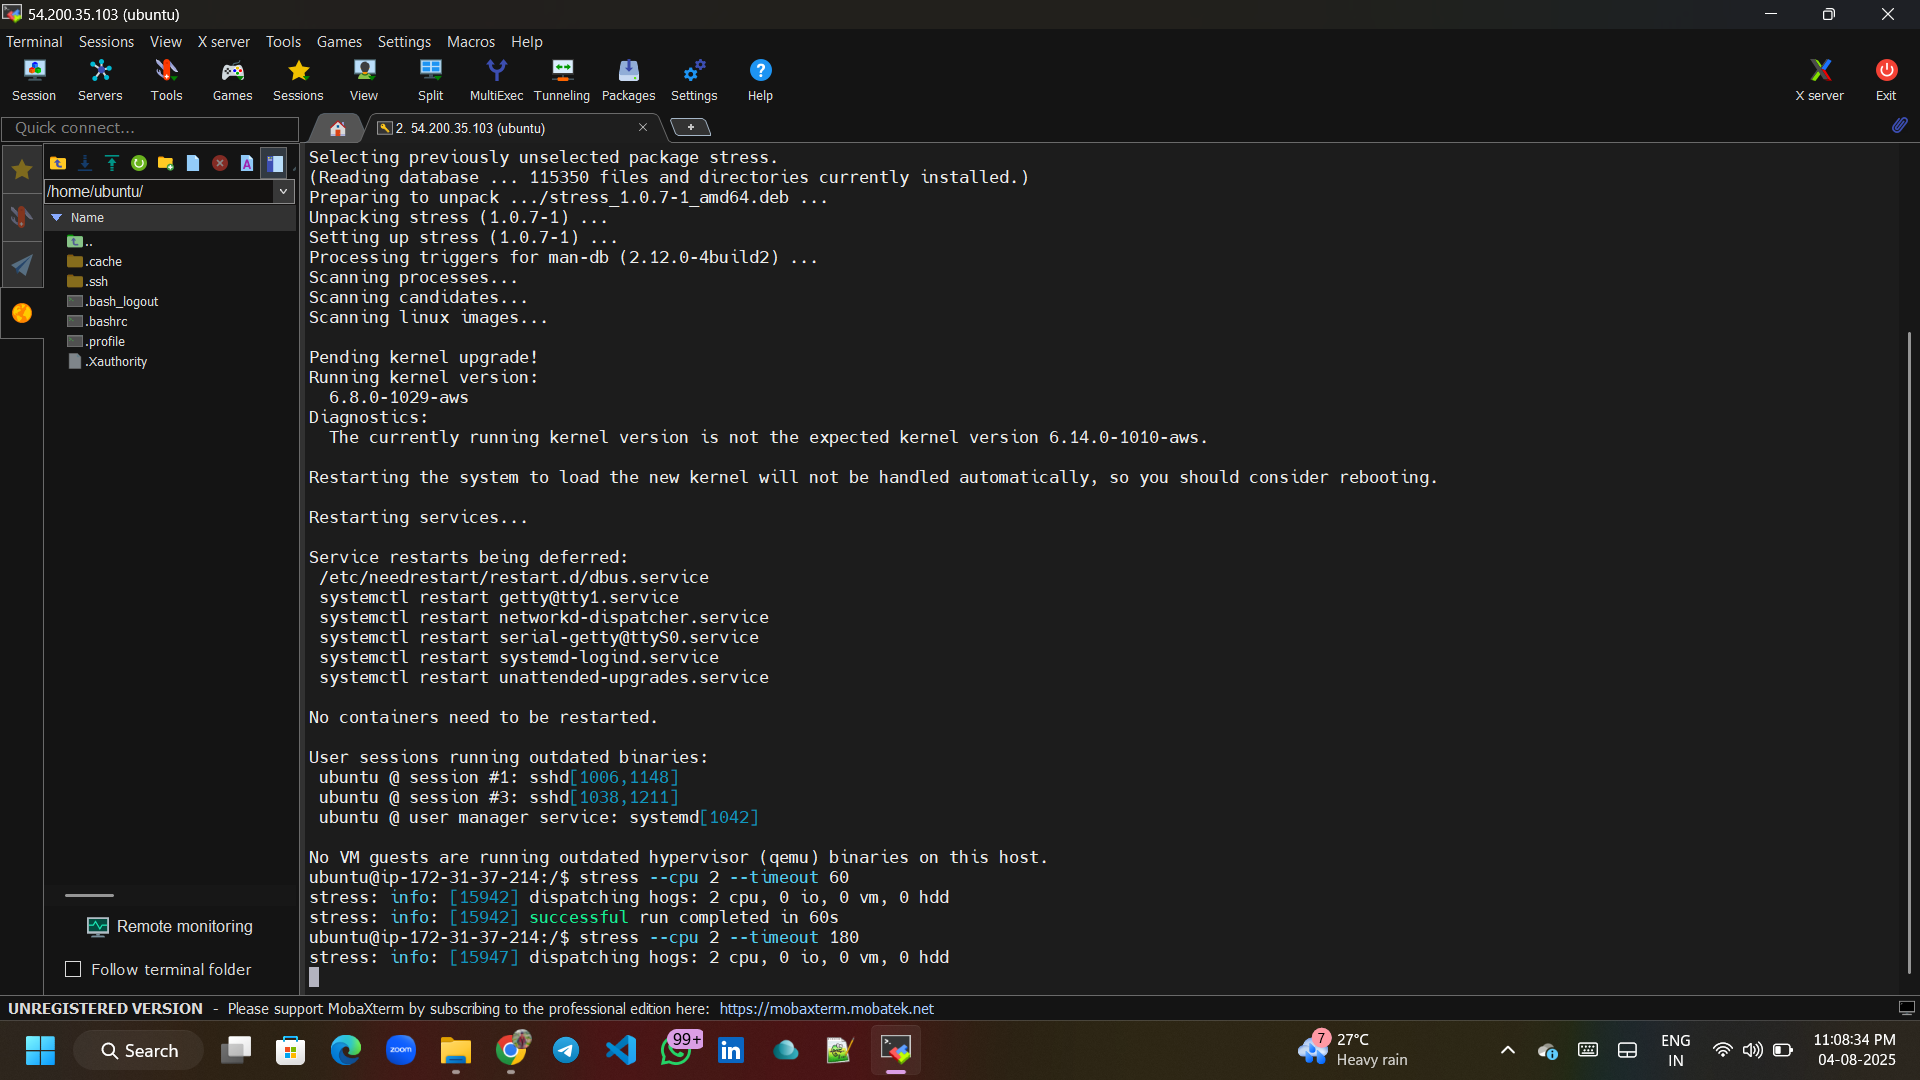 54.200.35.103 (ubuntu)
Terminal Sessions View X server Tools Games Settings Macros Help
Session Servers Tools Games Sessions View Split MultiExec Tunneling Packages Settings Help X server Exit
Quick connect...
2. 54.200.35.103 (ubuntu)
/home/ubuntu/
Name
..
.cache
.ssh
.bash_logout
.bashrc
.profile
.Xauthority
Remote monitoring
Follow terminal folder
Selecting previously unselected package stress.
(Reading database ... 115350 files and directories currently installed.)
Preparing to unpack .../stress_1.0.7-1_amd64.deb ...
Unpacking stress (1.0.7-1) ...
Setting up stress (1.0.7-1) ...
Processing triggers for man-db (2.12.0-4build2) ...
Scanning processes...
Scanning candidates...
Scanning linux images...
Pending kernel upgrade!
Running kernel version:
6.8.0-1029-aws
Diagnostics:
The currently running kernel version is not the expected kernel version 6.14.0-1010-aws.
Restarting the system to load the new kernel will not be handled automatically, so you should consider rebooting.
Restarting services...
Service restarts being deferred:
/etc/needrestart/restart.d/dbus.service
systemctl restart getty@tty1.service
systemctl restart networkd-dispatcher.service
systemctl restart serial-getty@ttyS0.service
systemctl restart systemd-logind.service
systemctl restart unattended-upgrades.service
No containers need to be restarted.
User sessions running outdated binaries:
ubuntu @ session #1: sshd[1006,1148]
ubuntu @ session #3: sshd[1038,1211]
ubuntu @ user manager service: systemd[1042]
No VM guests are running outdated hypervisor (qemu) binaries on this host.
ubuntu@ip-172-31-37-214:/$ stress --cpu 2 --timeout 60
stress: info: [15942] dispatching hogs: 2 cpu, 0 io, 0 vm, 0 hdd
stress: info: [15942] successful run completed in 60s
ubuntu@ip-172-31-37-214:/$ stress --cpu 2 --timeout 180
stress: info: [15947] dispatching hogs: 2 cpu, 0 io, 0 vm, 0 hdd
UNREGISTERED VERSION - Please support MobaXterm by subscribing to the professional edition here: https://mobaxterm.mobatek.net
Search
zoom
99+
in
7
27°C
Heavy rain
ENG
IN
11:08:34 PM
04-08-2025